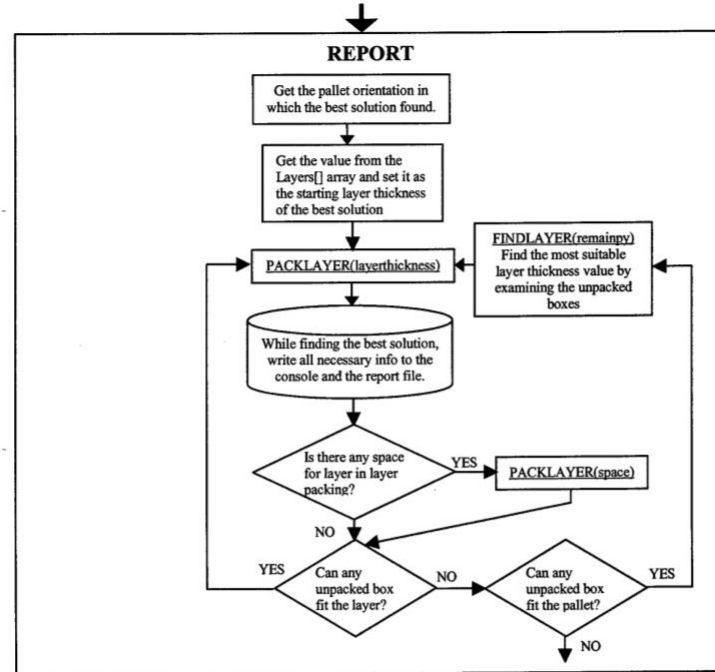 REPORT
Get the pallet orientation in
which the best solution found.
Get the value from the
Layers[] array and set it as
the starting layer thickness
of the best solution
FINDLAYER(remainpy)
Find the most suitable
layer thickness value by
examining the unpacked
boxes
PACKLAYER(layerthickness)
While finding the best solution,
write all necessary info to the
console and the report file.
Is there any space
for layer in layer
packing?
YES
PACKLAYER(space)
NO
YES
Can any
unpacked box
fit the layer?
NO
Can any
unpacked box
fit the pallet?
YES
NO